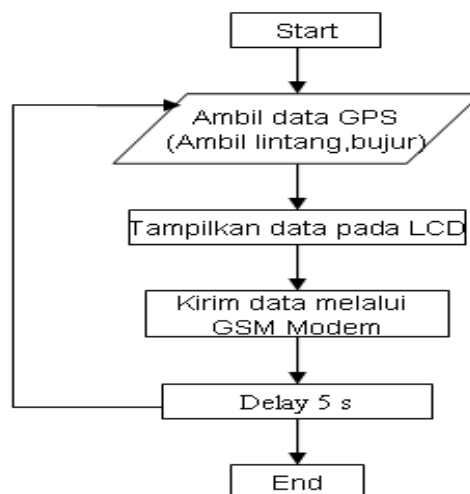 Start
Ambil data GPS
(Ambil lintang,bujur)
Tampilkan data pada LCD
Kirim data melalui
GSM Modem
Delay 5 s
End